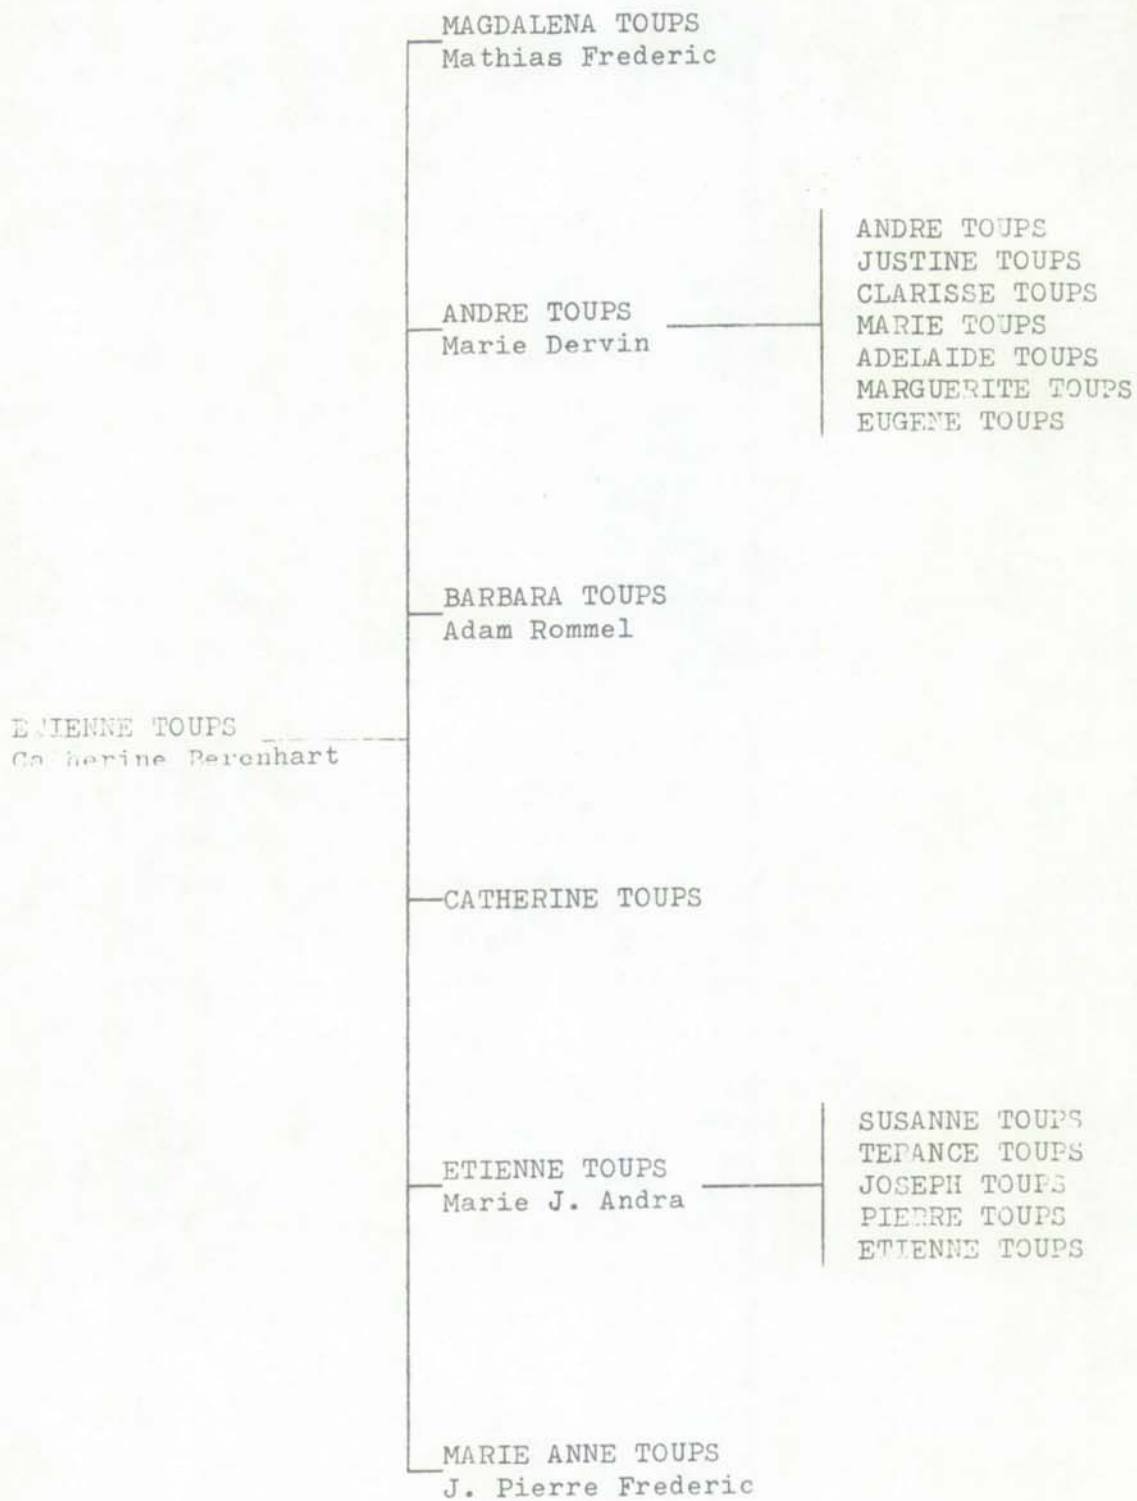 MAGDALENA TOUPS
Mathias Frederic
ANDRE TOUPS
Marie Dervin
ANDRE TOUPS
JUSTINE TOUPS
CLARISSE TOUPS
MARIE TOUPS
ADELAIDE TOUPS
MARGUERITE TOUPS
EUGENE TOUPS
BARBARA TOUPS
Adam Rommel
TOUPS
Catherine
CATHERINE TOUPS
ETIENNE TOUPS
Marie J. Andra
SUSANNE TOUPS
TOUPS
JOSEPH TOUPS
PIERRE TOUPS
ETIENNE TOUPS
MARIE ANNE TOUPS
J. Pierre Frederic